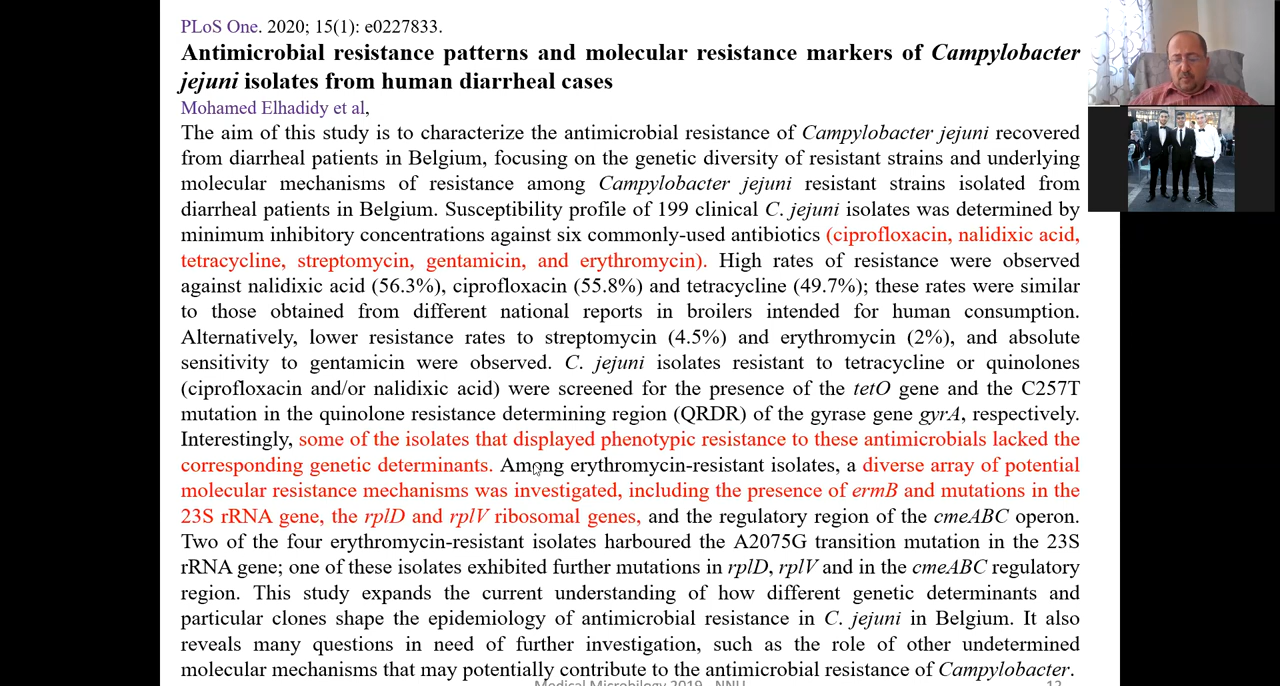 PLoS One. 2020; 15(1): e0227833.
Antimicrobial resistance patterns and molecular resistance markers of Campylobacter
jejuni isolates from human diarrheal cases
Mohamed Elhadidy et al,
The aim of this study is to characterize the antimicrobial resistance of Campylobacter jejuni recovered
from diarrheal patients in Belgium, focusing on the genetic diversity of resistant strains and underlying
molecular mechanisms of resistance among Campylobacter jejuni resistant strains isolated from
diarrheal patients in Belgium. Susceptibility profile of 199 clinical C. jejuni isolates was determined by
minimum inhibitory concentrations against six commonly-used antibiotics (ciprofloxacin, nalidixic acid,
tetracycline, streptomycin, gentamicin, and erythromycin). High rates of resistance were observed
against nalidixic acid (56.3%), ciprofloxacin (55.8%) and tetracycline (49.7%); these rates were similar
to those obtained from different national reports in broilers intended for human consumption.
Alternatively, lower resistance rates to streptomycin (4.5%) and erythromycin (2%), and absolute
sensitivity to gentamicin were observed. C. jejuni isolates resistant to tetracycline or quinolones
(ciprofloxacin and/or nalidixic acid) were screened for the presence of the tetO gene and the C257T
mutation in the quinolone resistance determining region (QRDR) of the gyrase gene gyrA, respectively.
Interestingly, some of the isolates that displayed phenotypic resistance to these antimicrobials lacked the
corresponding genetic determinants. Among erythromycin-resistant isolates, a diverse array of potential
molecular resistance mechanisms was investigated, including the presence of ermB and mutations in the
23S rRNA gene, the rplD and rplV ribosomal genes, and the regulatory region of the cmeABC operon.
Two of the four erythromycin-resistant isolates harboured the A2075G transition mutation in the 23S
rRNA gene; one of these isolates exhibited further mutations in rplD, rplV and in the cmeABC regulatory
region. This study expands the current understanding of how different genetic determinants and
particular clones shape the epidemiology of antimicrobial resistance in C. jejuni in Belgium. It also
reveals many questions in need of further investigation, such as the role of other undetermined
molecular mechanisms that may potentially contribute to the antimicrobial resistance of Campylobacter.
Medical Microbilogy 2019 - NNU 12